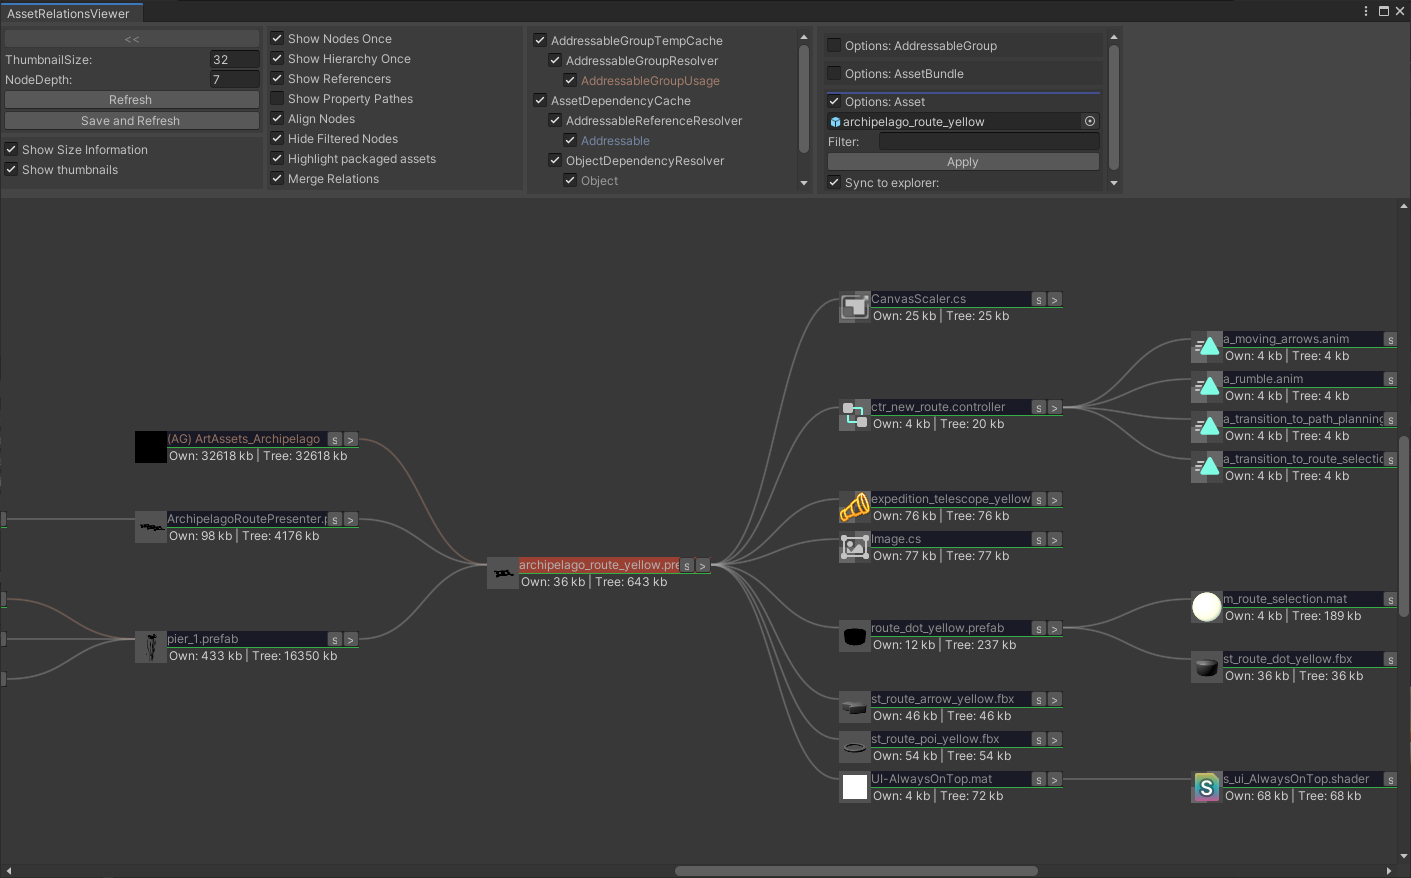 AssetRelationsViewer
<<
ThumbnailSize: 32
NodeDepth: 7
Refresh
Save and Refresh
Show Size Information
Show thumbnails
Show Nodes Once
Show Hierarchy Once
Show Referencers
Show Property Pathes
Align Nodes
Hide Filtered Nodes
Highlight packaged assets
Merge Relations
AddressableGroupTempCache
AddressableGroupResolver
AddressableGroupUsage
AssetDependencyCache
AddressableReferenceResolver
Addressable
ObjectDependencyResolver
Object
Options: AddressableGroup
Options: AssetBundle
Options: Asset
archipelago_route_yellow
Filter:
Apply
Sync to explorer:
(AG) ArtAssets_Archipelago s >
Own: 32618 kb | Tree: 32618 kb
ArchipelagoRoutePresenter.p s >
Own: 98 kb | Tree: 4176 kb
pier_1.prefab s >
Own: 433 kb | Tree: 16350 kb
archipelago_route_yellow.pre s >
Own: 36 kb | Tree: 643 kb
CanvasScaler.cs s >
Own: 25 kb | Tree: 25 kb
ctr_new_route.controller s >
Own: 4 kb | Tree: 20 kb
expedition_telescope_yellow s >
Own: 76 kb | Tree: 76 kb
Image.cs s >
Own: 77 kb | Tree: 77 kb
route_dot_yellow.prefab s >
Own: 12 kb | Tree: 237 kb
st_route_arrow_yellow.fbx s >
Own: 46 kb | Tree: 46 kb
st_route_poi_yellow.fbx s >
Own: 54 kb | Tree: 54 kb
UI-AlwaysOnTop.mat s >
Own: 4 kb | Tree: 72 kb
a_moving_arrows.anim s
Own: 4 kb | Tree: 4 kb
a_rumble.anim s
Own: 4 kb | Tree: 4 kb
a_transition_to_path_planning s
Own: 4 kb | Tree: 4 kb
a_transition_to_route_selectic s
Own: 4 kb | Tree: 4 kb
m_route_selection.mat s
Own: 4 kb | Tree: 189 kb
st_route_dot_yellow.fbx s
Own: 36 kb | Tree: 36 kb
S
s_ui_AlwaysOnTop.shader s
Own: 68 kb | Tree: 68 kb